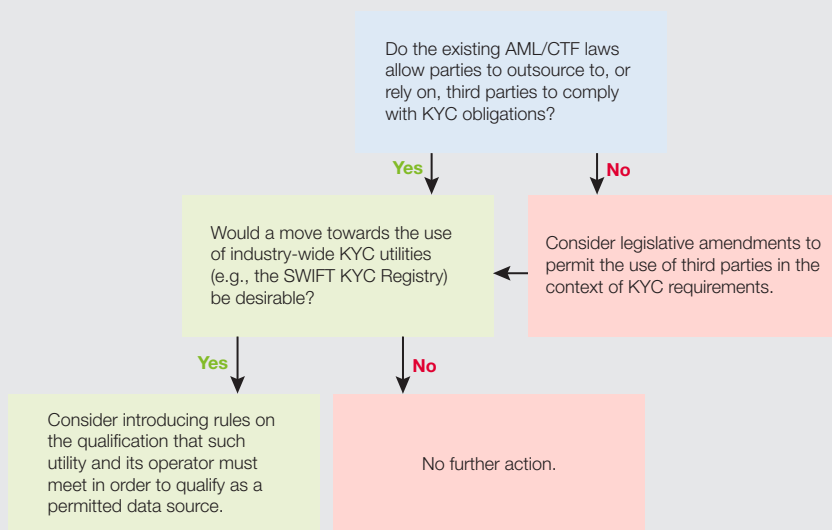 Do the existing AML/CTF laws
allow parties to outsource to, or
rely on, third parties to comply
with KYC obligations?
Yes
No
Would a move towards the use
of industry-wide KYC utilities
(e.g., the SWIFT KYC Registry)
be desirable?
Consider legislative amendments to
permit the use of third parties in the
context of KYC requirements.
Yes
No
Consider introducing rules on
the qualification that such
utility and its operator must
meet in order to qualify as a
permitted data source.
No further action.